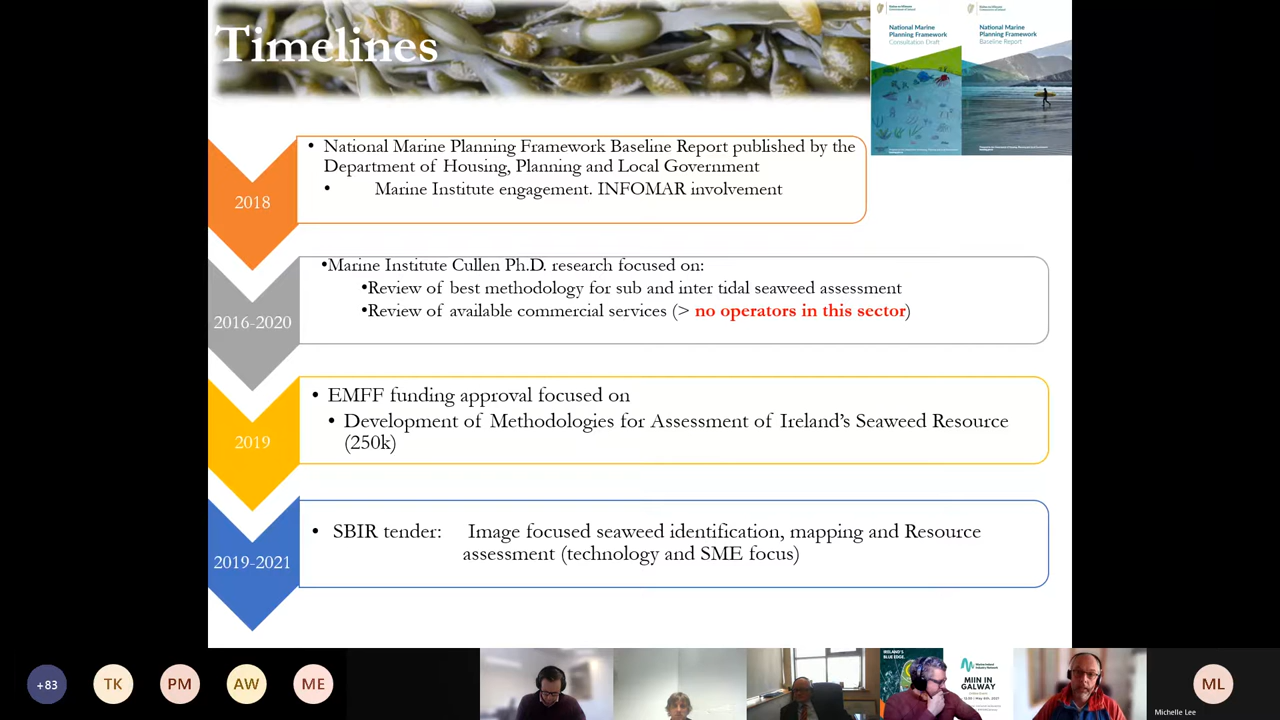 Timelines
National Marine
Planning Framework
Consultation Draft
National Marine
Planning Framework
Baseline Report
2018
• National Marine Planning Framework Baseline Report published by the
Department of Housing, Planning and Local Government
• Marine Institute engagement. INFOMAR involvement
2016-2020
•Marine Institute Cullen Ph.D. research focused on:
•Review of best methodology for sub and inter tidal seaweed assessment
•Review of available commercial services (> no operators in this sector)
2019
• EMFF funding approval focused on
• Development of Methodologies for Assessment of Ireland's Seaweed Resource
(250k)
2019-2021
• SBIR tender: Image focused seaweed identification, mapping and Resource
assessment (technology and SME focus)
+83
TK
PM
AW
ME
IRELAND'S
BLUE EDGE.
MIIN IN
GALWAY
ML
Michelle Lee